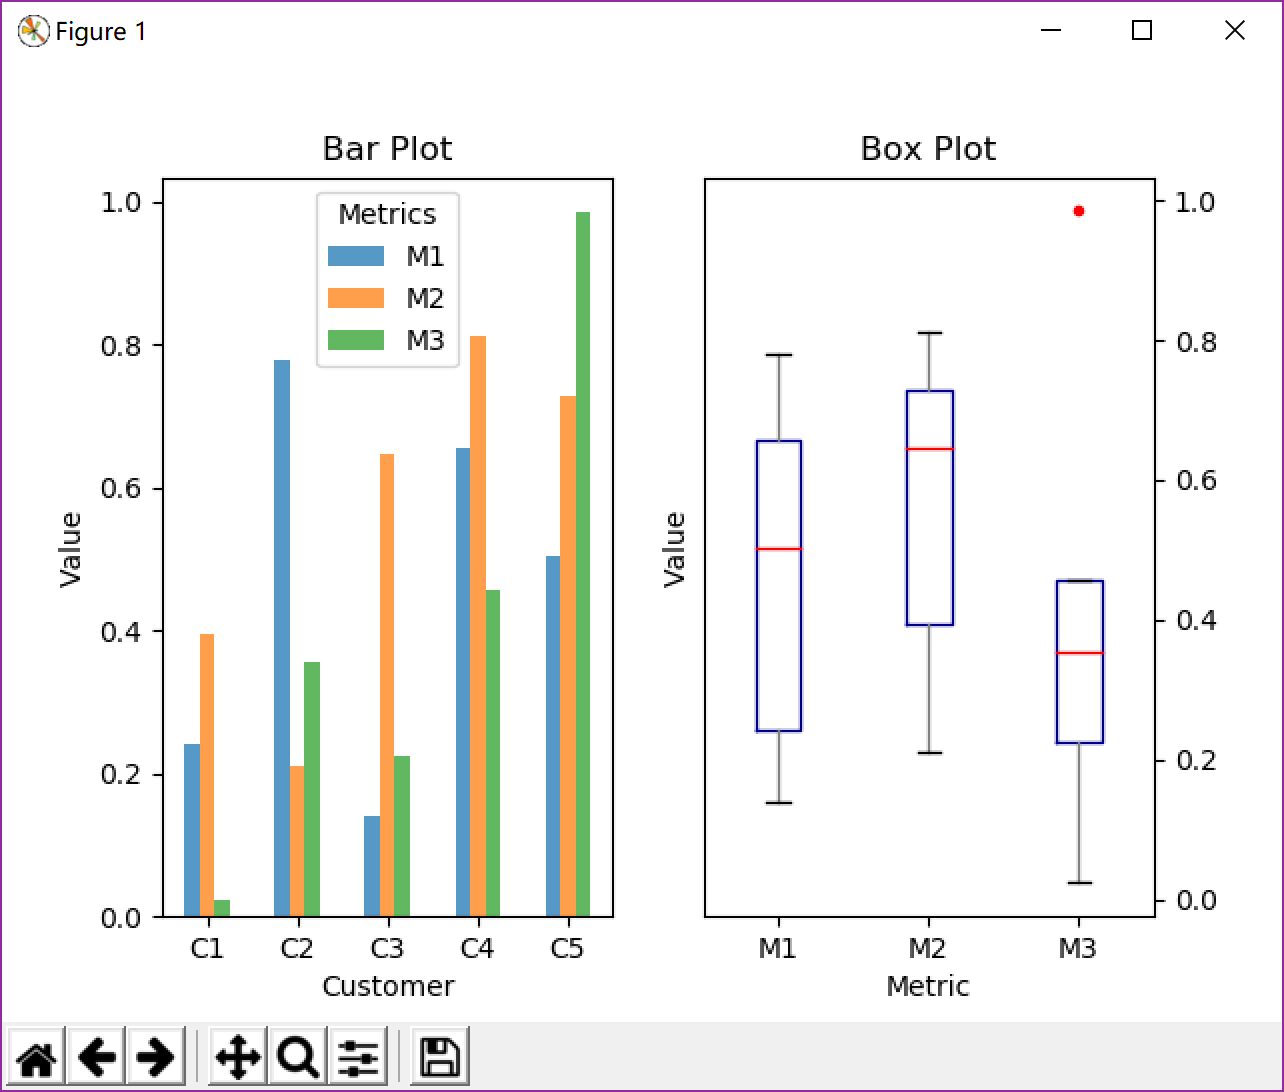 Figure 1
Bar Plot
1.0
0.8
0.6
0.4
0.2
0.0
Value
Metrics
M1
M2
M3
C1 C2 C3 C4 C5
Customer
Box Plot
Value
1.0
0.8
0.6
0.4
0.2
0.0
M1 M2 M3
Metric